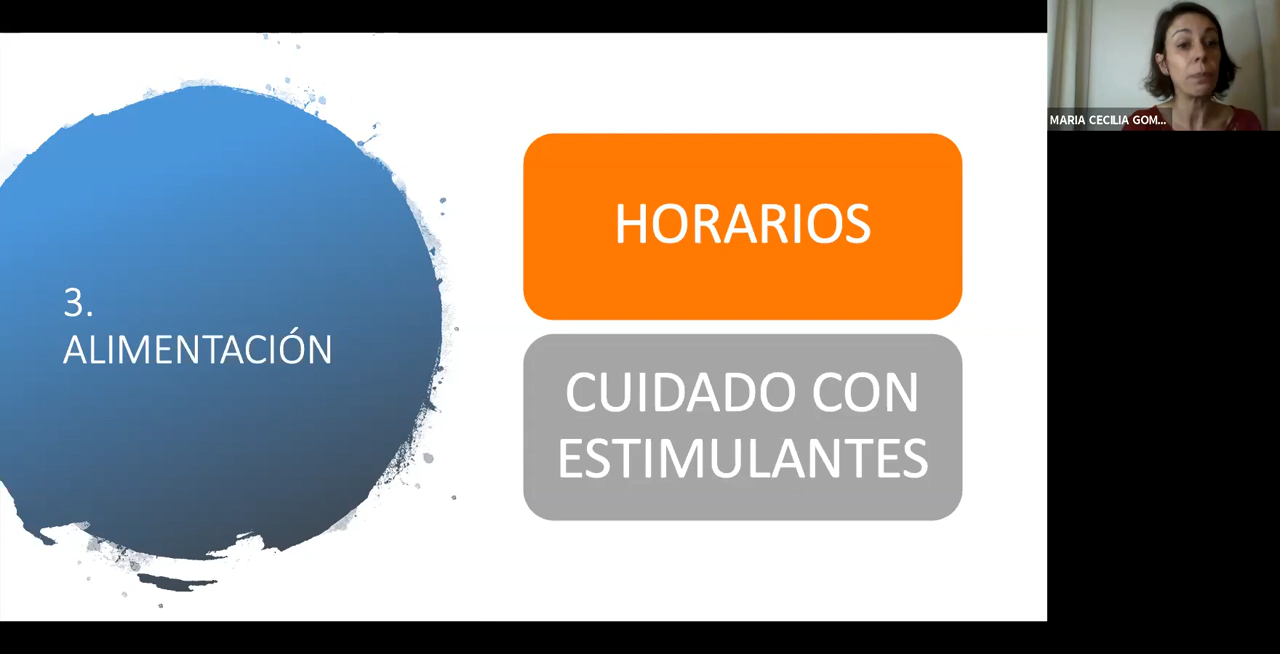 3.
ALIMENTACIÓN
HORARIOS
CUIDADO CON
ESTIMULANTES
MARIA CECILIA GOM...